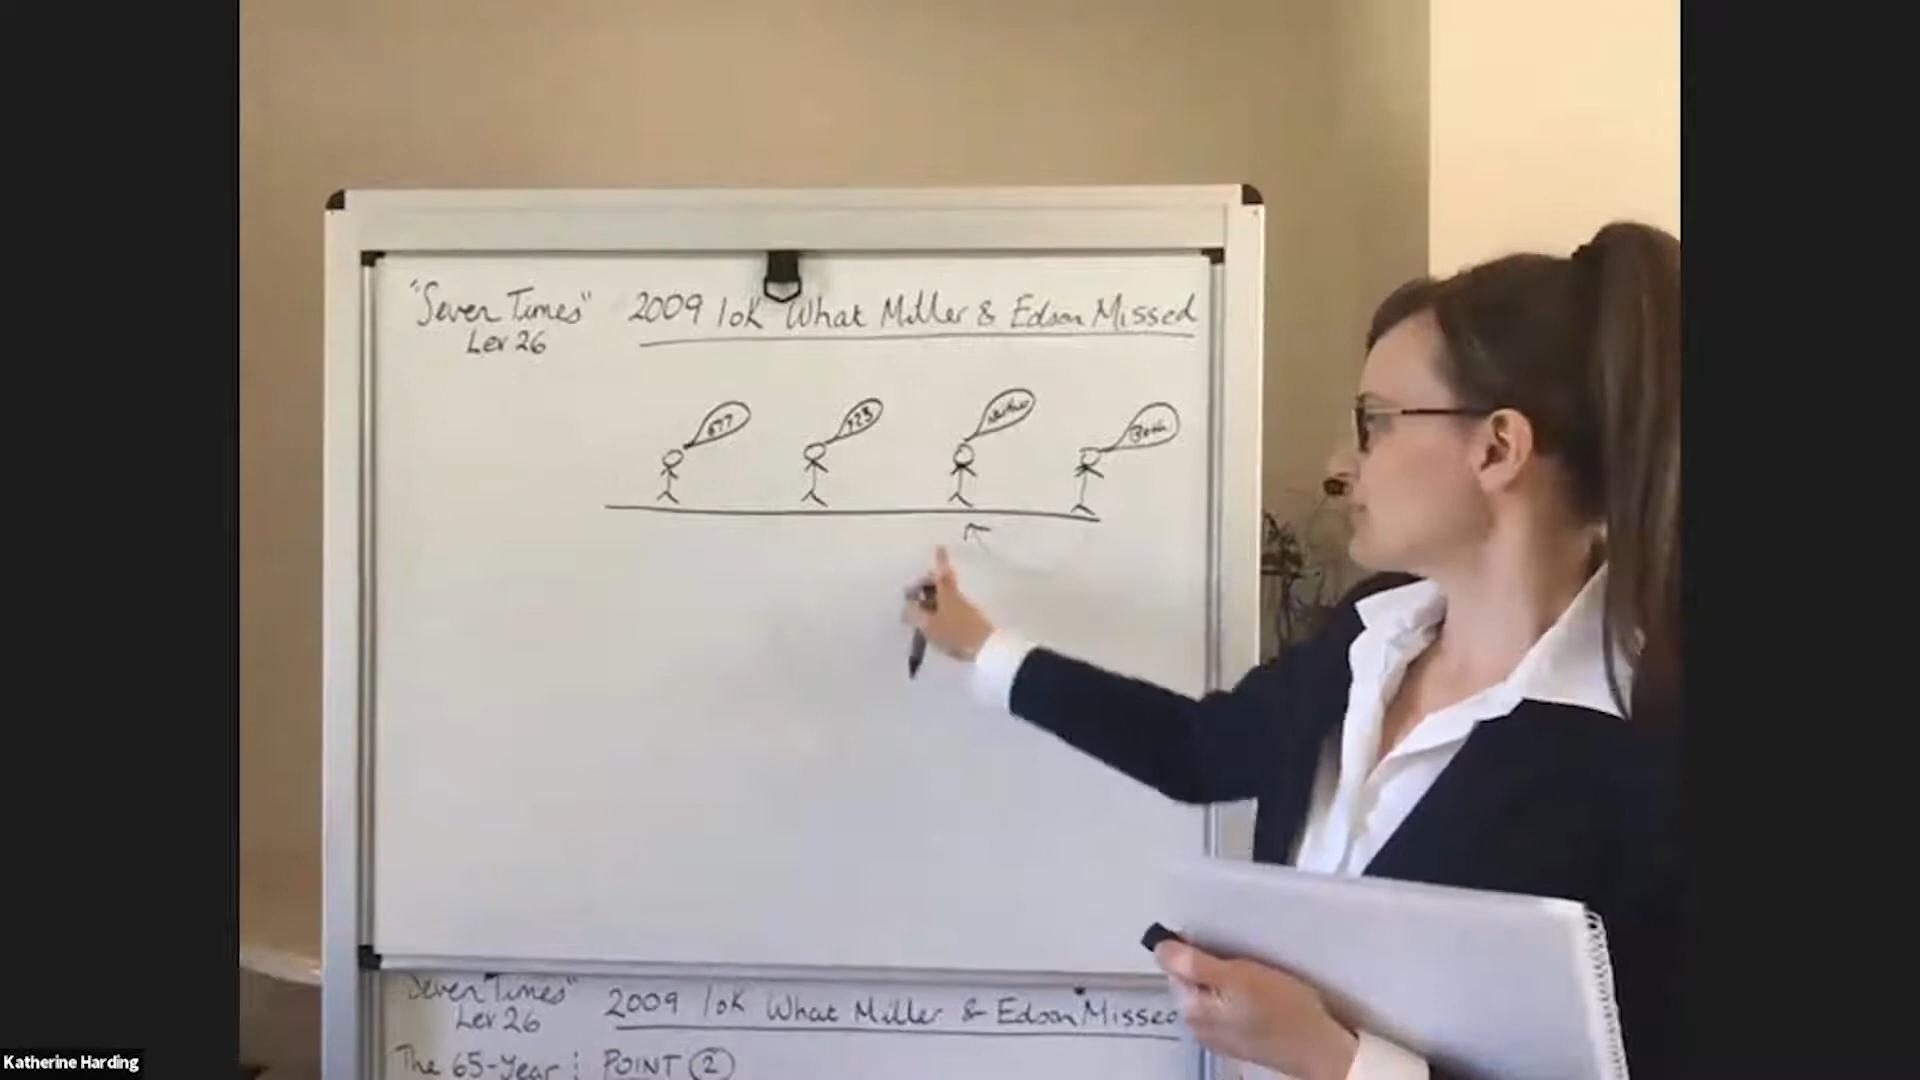 "Seven Times" 2009 10K What Miller & Edson Missed
Lev 26
677 723 Neither Both
Seven Times" 2009 10K What Miller & Edson Missed
Lev 26
The 65-Year POINT 2
Katherine Harding